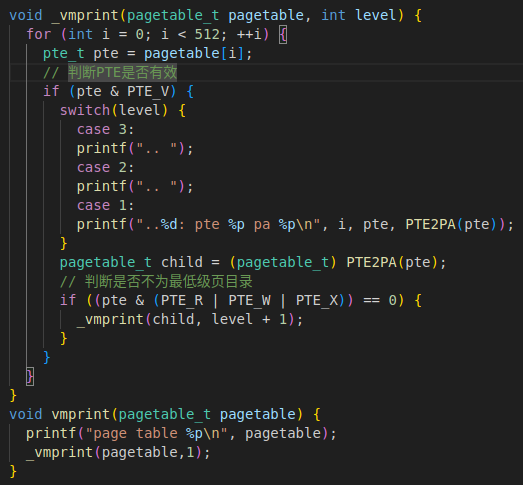 void _vmprint(pagetable_t pagetable, int level) {
  for (int i = 0; i < 512; ++i) {
    pte_t pte = pagetable[i];
    // 判断PTE是否有效
    if (pte & PTE_V) {
      switch(level) {
        case 3:
        printf(".. ");
        case 2:
        printf(".. ");
        case 1:
        printf("..%d: pte %p pa %p\n", i, pte, PTE2PA(pte));
      }
      pagetable_t child = (pagetable_t) PTE2PA(pte);
      // 判断是否不为最低级页目录
      if ((pte & (PTE_R | PTE_W | PTE_X)) == 0) {
        _vmprint(child, level + 1);
      }
    }
  }
}
void vmprint(pagetable_t pagetable) {
  printf("page table %p\n", pagetable);
  _vmprint(pagetable,1);
}